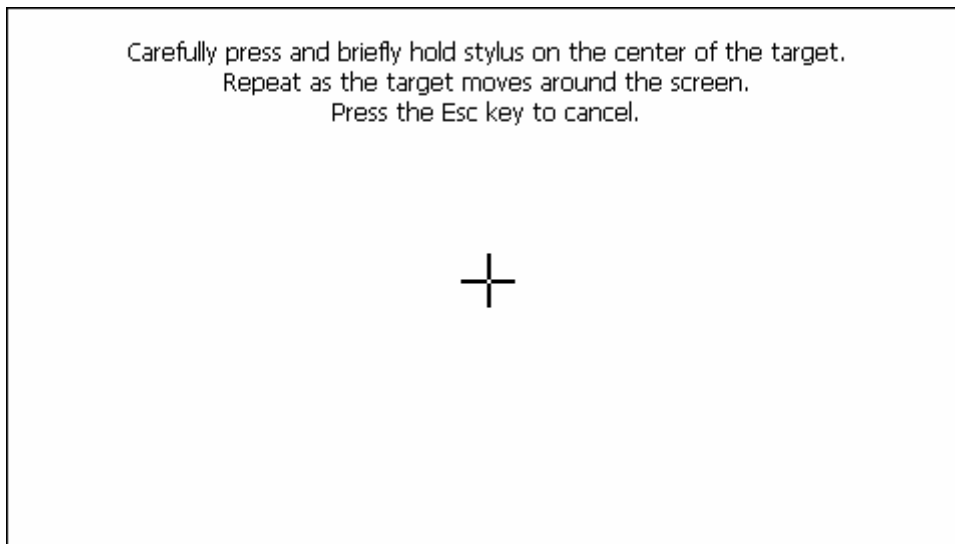 Carefully press and briefly hold stylus on the center of the target.
Repeat as the target moves around the screen.
Press the Esc key to cancel.